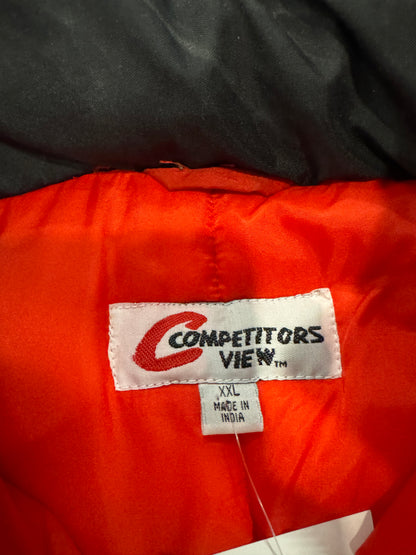 C COMPETITORS
VIEW™
XXL
MADE IN
INDIA